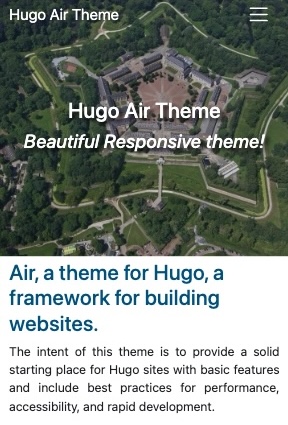 Hugo Air Theme
Hugo Air Theme
Beautiful Responsive theme!
Air, a theme for Hugo, a
framework for building
websites.
The intent of this theme is to provide a solid
starting place for Hugo sites with basic features
and include best practices for performance,
accessibility, and rapid development.